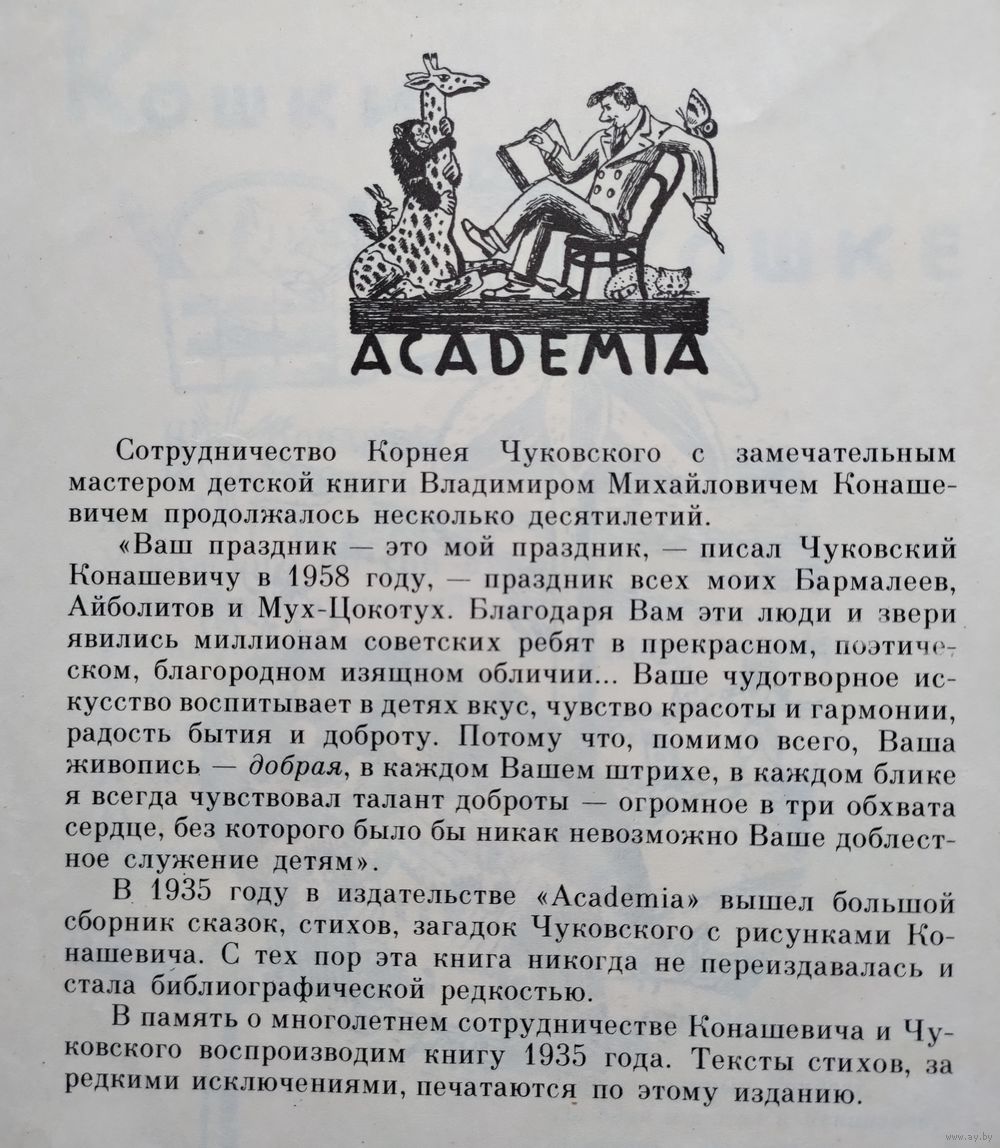 ACADEMIA
Сотрудничество Корнея Чуковского с замечательным
мастером детской книги Владимиром Михайловичем Конаше-
вичем продолжалось несколько десятилетий.
«Ваш праздник — это мой праздник, — писал Чуковский
Конашевичу в 1958 году, — праздник всех моих Бармалеев,
Айболитов и Мух-Цокотух. Благодаря Вам эти люди и звери
явились миллионам советских ребят в прекрасном, поэтиче-
ском, благородном изящном обличии... Ваше чудотворное ис-
кусство воспитывает в детях вкус, чувство красоты и гармонии,
радость бытия и доброту. Потому что, помимо всего, Ваша
живопись — добрая, в каждом Вашем штрихе, в каждом блике
я всегда чувствовал талант доброты — огромное в три обхвата
сердце, без которого было бы никак невозможно Ваше доблест-
ное служение детям».
В 1935 году в издательстве «Academia» вышел большой
сборник сказок, стихов, загадок Чуковского с рисунками Ко-
нашевича. С тех пор эта книга никогда не переиздавалась и
стала библиографической редкостью.
В память о многолетнем сотрудничестве Конашевича и Чу-
ковского воспроизводим книгу 1935 года. Тексты стихов, за
редкими исключениями, печатаются по этому изданию.
www.ay.by